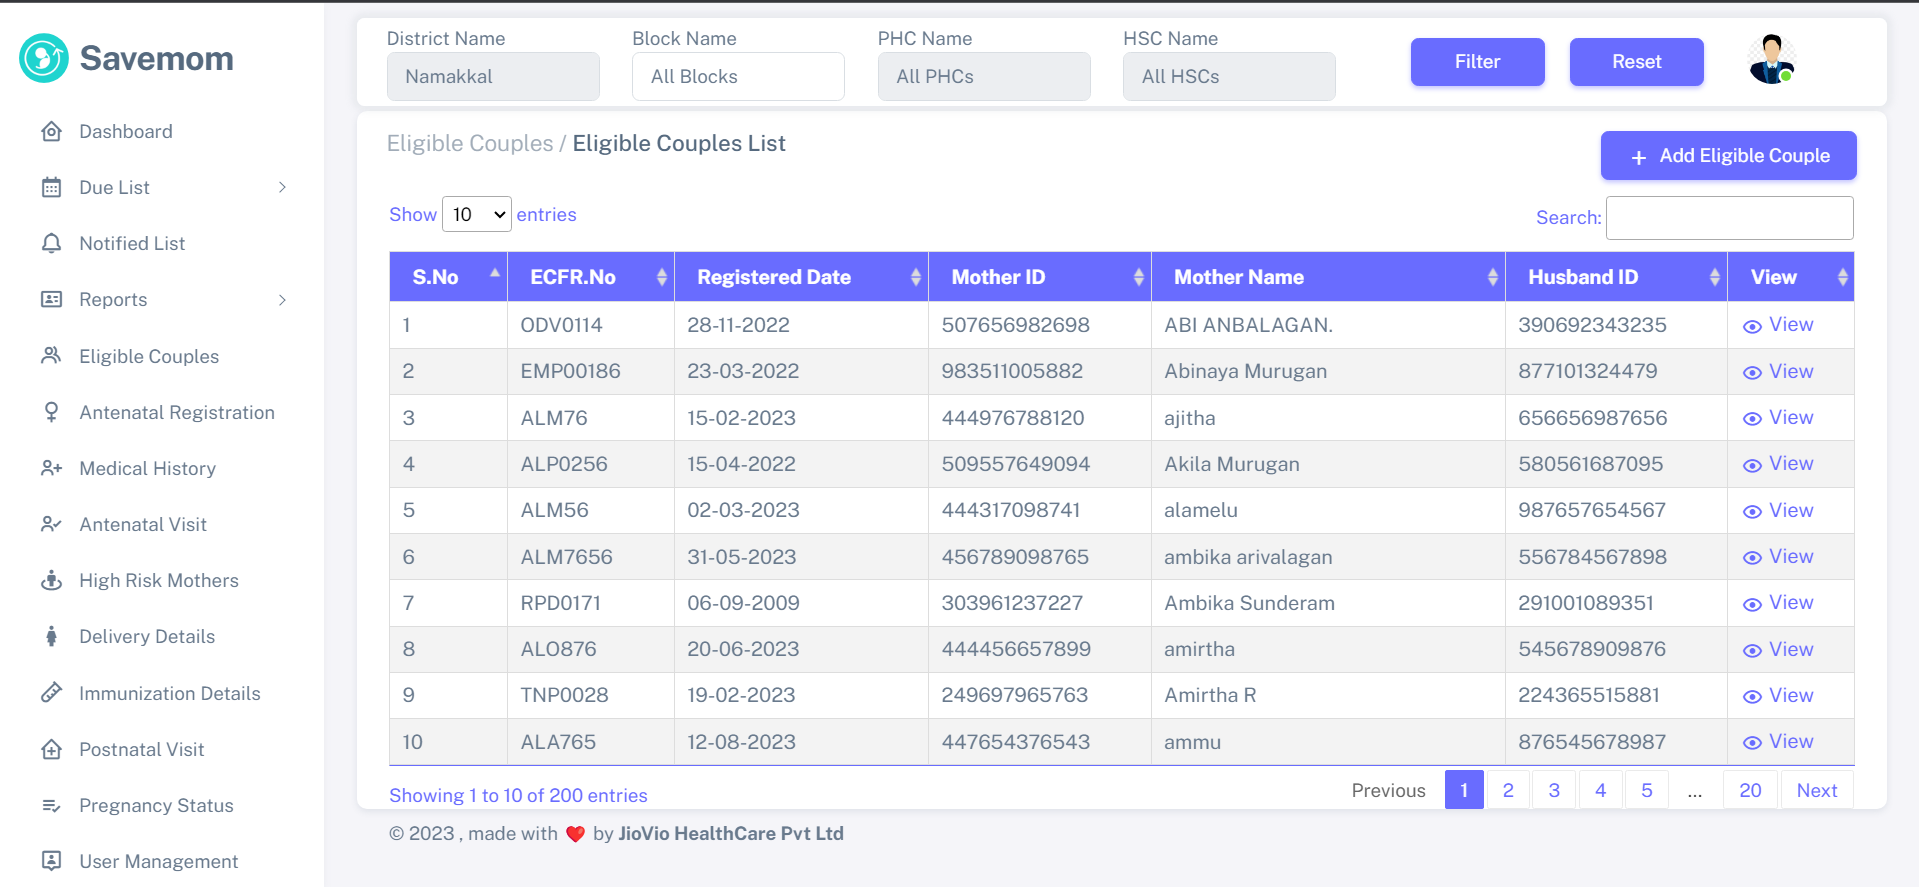 Savemom
Dashboard
Due List
Notified List
Reports
Eligible Couples
Antenatal Registration
Medical History
Antenatal Visit
High Risk Mothers
Delivery Details
Immunization Details
Postnatal Visit
Pregnancy Status
User Management
District Name Block Name PHC Name HSC Name
Namakkal All Blocks All PHCs All HSCs Filter Reset
Eligible Couples / Eligible Couples List
+ Add Eligible Couple
Show 10 entries
Search:
S.No ECFR.No Registered Date Mother ID Mother Name Husband ID View
1 ODV0114 28-11-2022 507656982698 ABI ANBALAGAN. 390692343235 View
2 EMP00186 23-03-2022 983511005882 Abinaya Murugan 877101324479 View
3 ALM76 15-02-2023 444976788120 ajitha 656656987656 View
4 ALP0256 15-04-2022 509557649094 Akila Murugan 580561687095 View
5 ALM56 02-03-2023 444317098741 alamelu 987657654567 View
6 ALM7656 31-05-2023 456789098765 ambika arivalagan 556784567898 View
7 RPD0171 06-09-2009 303961237227 Ambika Sunderam 291001089351 View
8 ALO876 20-06-2023 444456657899 amirtha 545678909876 View
9 TNP0028 19-02-2023 249697965763 Amirtha R 224365515881 View
10 ALA765 12-08-2023 447654376543 ammu 876545678987 View
Showing 1 to 10 of 200 entries
Previous 1 2 3 4 5 ... 20 Next
© 2023 , made with ❤️ by JioVio HealthCare Pvt Ltd